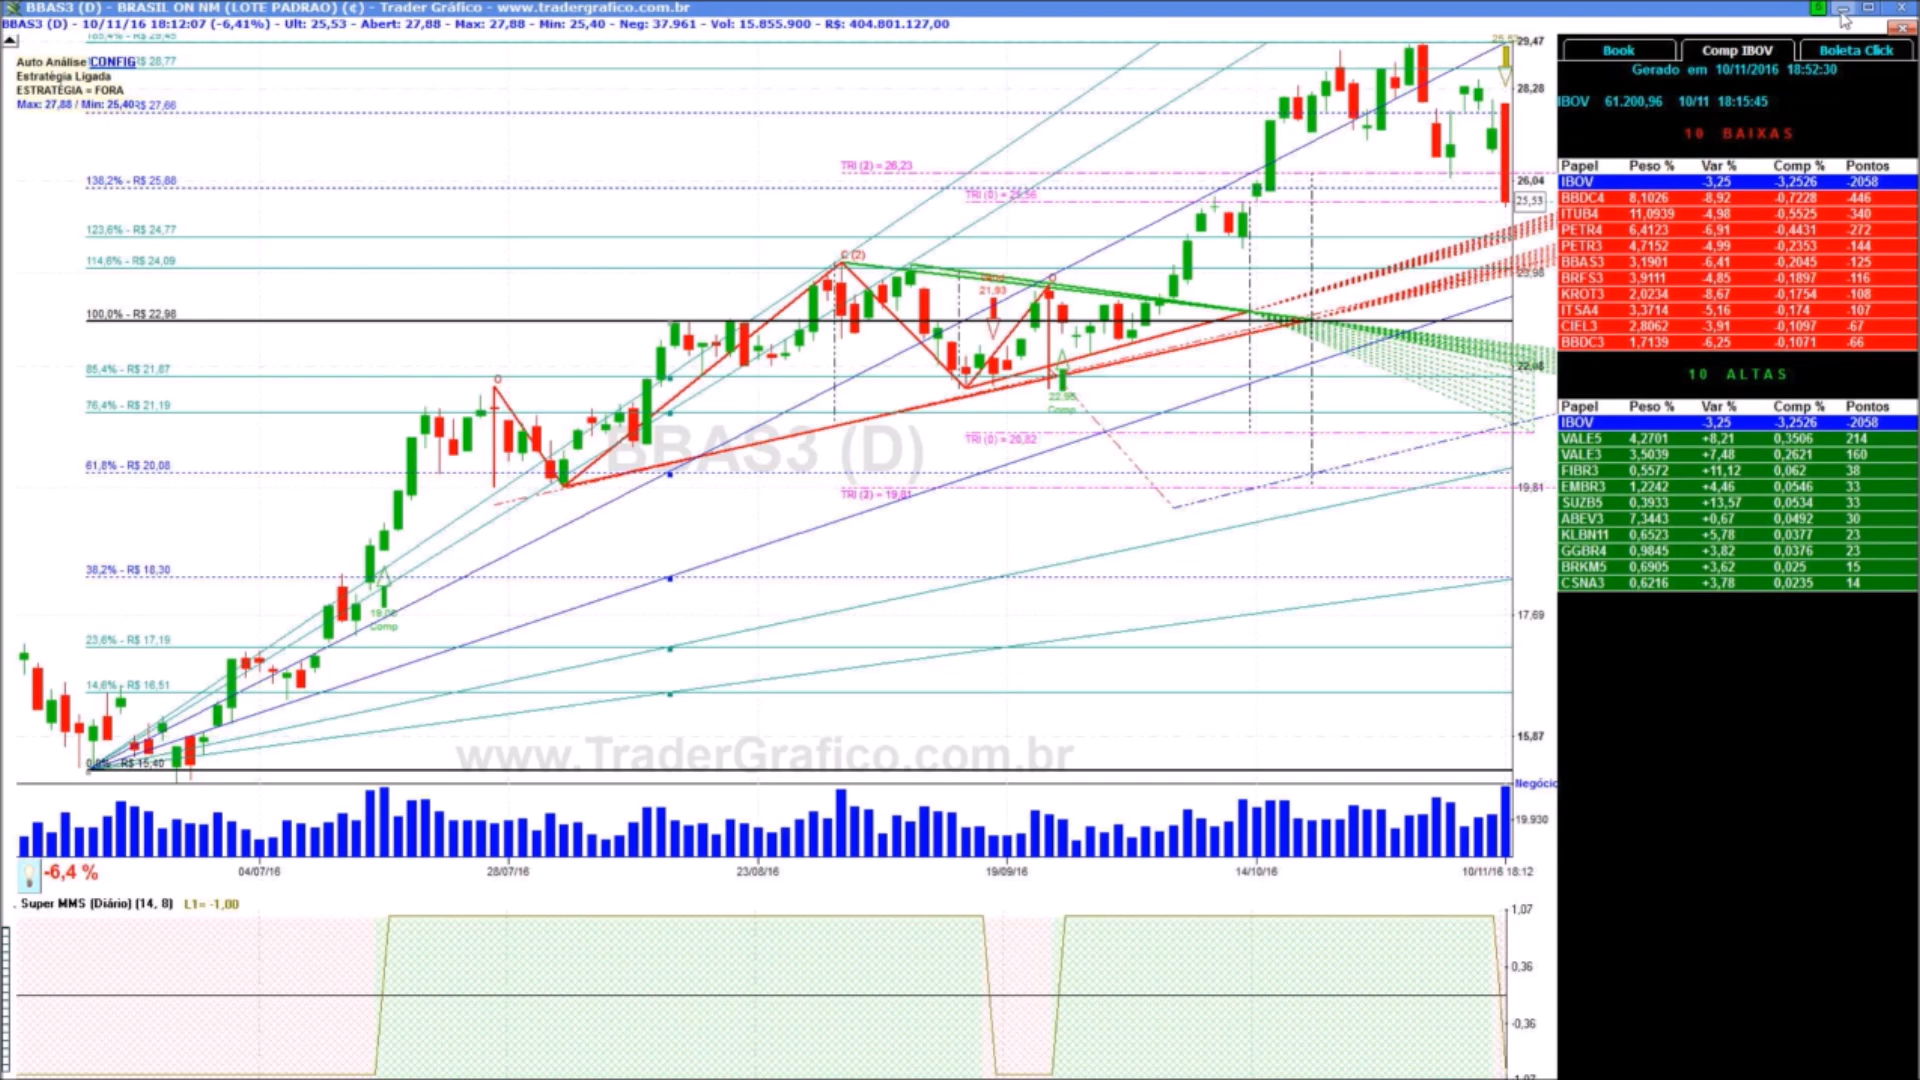 BBAS3 (D) - BRASIL ON NM (LOTE PADRAO) (¢) - Trader Gráfico - www.tradergrafico.com.br
BBAS3 (D) - 10/11/16 18:12:07 (-6,41%) - Ult: 25,53 - Abert: 27,88 - Max: 27,88 - Min: 25,40 - Neg: 37.961 - Vol: 15.855.900 - R$: 404.801.127,00
Auto Análise CONFIG
R$ 28,77
Estratégia Ligada
ESTRATÉGIA = FORA
Max: 27,88 / Min: 25,40
R$ 27,66
138,2% - R$ 25,88
123,6% - R$ 24,77
114,6% - R$ 24,09
100,0% - R$ 22,98
85,4% - R$ 21,87
76,4% - R$ 21,19
61,8% - R$ 20,08
38,2% - R$ 18,30
23,6% - R$ 17,19
14,6% - R$ 16,51
R$ 15,40
TRI (2) = 26,23
TRI (0) = 25,56
C (2)
O
O
21,93
22,95
Comp
Comp
TRI (0) = 20,82
TRI (2) = 19,81
BBAS3 (D)
www.TraderGrafico.com.br
29,47
28,28
26,04
25,53
23,98
19,81
17,69
15,87
Negócio
19.930
-6,4 %
04/07/16
28/07/16
23/08/16
19/09/16
14/10/16
10/11/16 18:12
. Super MMS (Diário) (14, 8) L1= -1,00
1,07
0,36
-0,36
Book
Comp IBOV
Boleta Click
Gerado em 10/11/2016 18:52:30
IBOV 61.200,96 10/11 18:15:45
10 BAIXAS
Papel Peso % Var % Comp % Pontos
IBOV -3,25 -3,2526 -2058
BBDC4 8,1026 -8,92 -0,7228 -446
ITUB4 11,0939 -4,98 -0,5525 -340
PETR4 6,4123 -6,91 -0,4431 -272
PETR3 4,7152 -4,99 -0,2353 -144
BBAS3 3,1901 -6,41 -0,2045 -125
BRFS3 3,9111 -4,85 -0,1897 -116
KROT3 2,0234 -8,67 -0,1754 -108
ITSA4 3,3714 -5,16 -0,174 -107
CIEL3 2,8062 -3,91 -0,1097 -67
BBDC3 1,7139 -6,25 -0,1071 -66
10 ALTAS
Papel Peso % Var % Comp % Pontos
IBOV -3,25 -3,2526 -2058
VALE5 4,2701 +8,21 0,3506 214
VALE3 3,5039 +7,48 0,2621 160
FIBR3 0,5572 +11,12 0,062 38
EMBR3 1,2242 +4,46 0,0546 33
SUZB5 0,3933 +13,57 0,0534 33
ABEV3 7,3443 +0,67 0,0492 30
KLBN11 0,6523 +5,78 0,0377 23
GGBR4 0,9845 +3,82 0,0376 23
BRKM5 0,6905 +3,62 0,025 15
CSNA3 0,6216 +3,78 0,0235 14